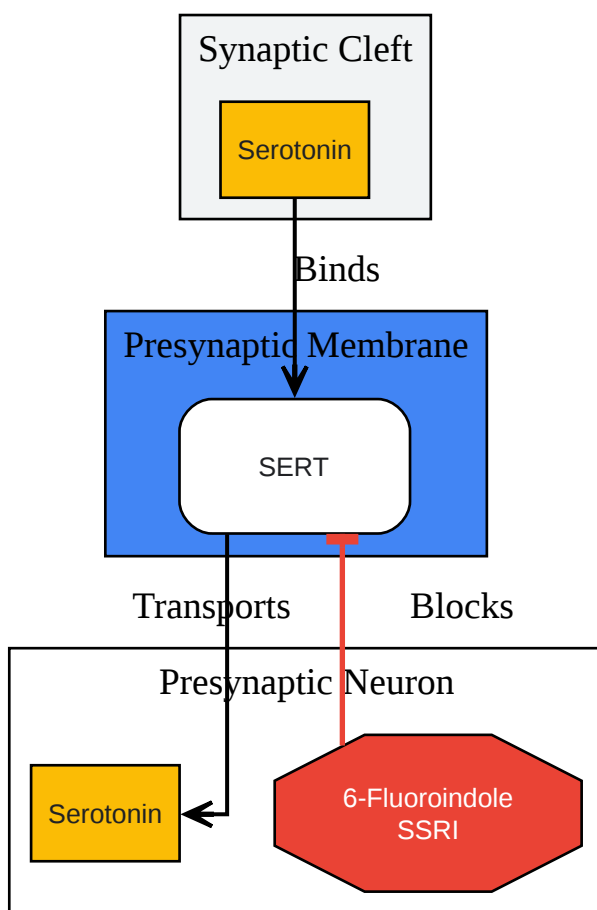 Synaptic Cleft
Serotonin
Binds
Presynaptic Membrane
SERT
Transports
Blocks
Presynaptic Neuron
Serotonin
6-Fluoroindole
SSRI